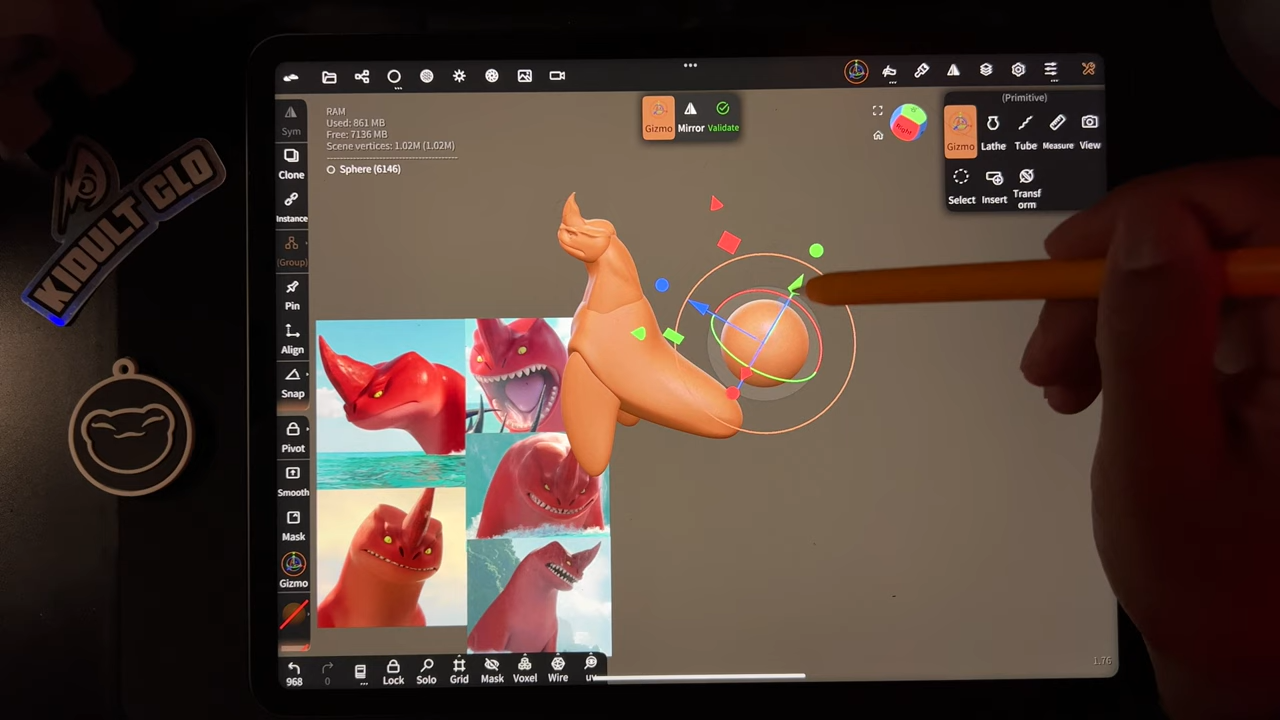 KIDULT CLO
RAM
Used: 861 MB
Free: 7136 MB
Scene vertices: 1.02M (1.02M)
Sphere (6146)
Gizmo
Mirror
Validate
Right
(Primitive)
Gizmo
Lathe
Tube
Measure
View
Select
Insert
Transf
orm
Sym
Clone
Instance
(Group)
Pin
Align
Snap
Pivot
Smooth
Mask
Gizmo
968
0
Lock
Solo
Grid
Mask
Voxel
Wire
uv
1.76